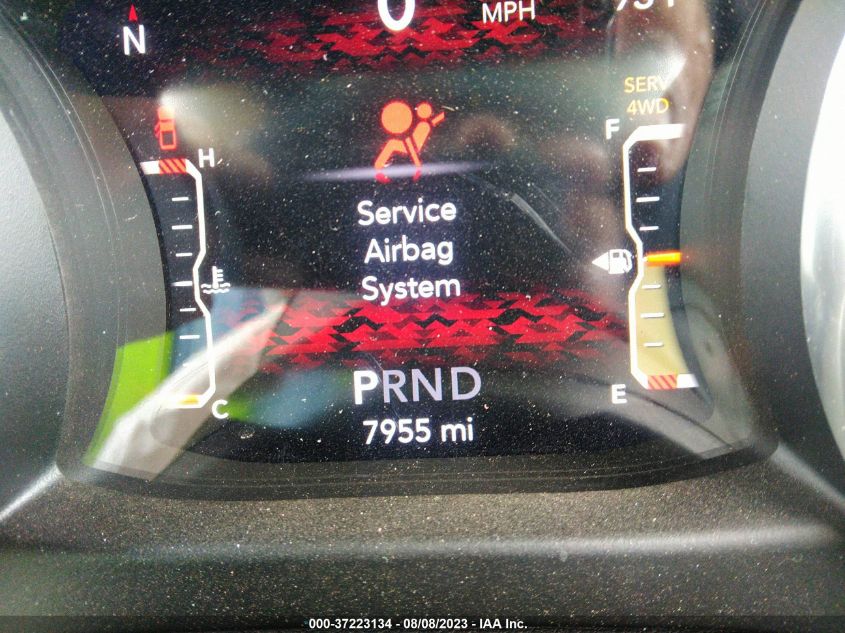 N
0 MPH
SERV
4WD
H
F
Service
Airbag
System
C
E
PRND
7955 mi
000-37223134 - 08/08/2023 - IAA Inc.